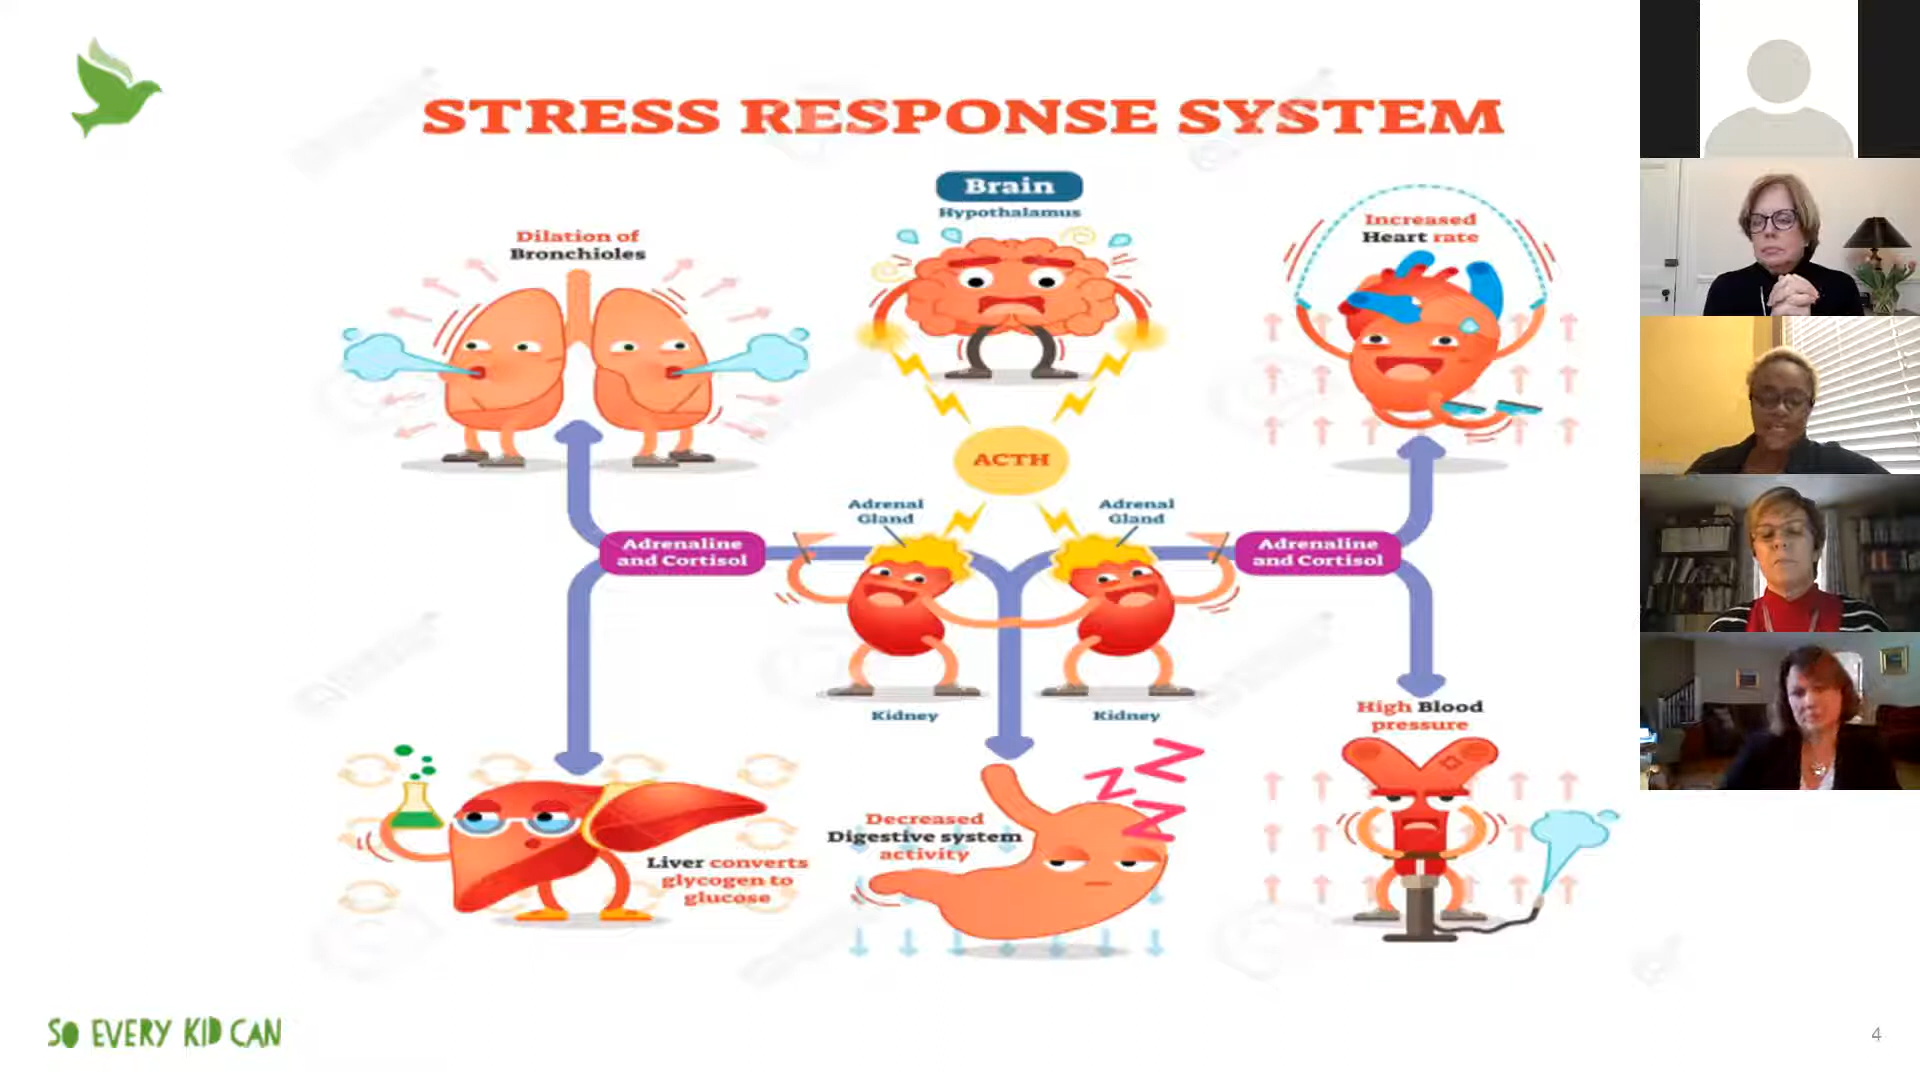 STRESS RESPONSE SYSTEM
Brain
Hypothalamus
Dilation of
Bronchioles
Increased
Heart rate
ACTH
Adrenal
Gland
Adrenal
Gland
Adrenaline
and Cortisol
Adrenaline
and Cortisol
Kidney
Kidney
High Blood
pressure
Decreased
Digestive system
activity
Liver converts
glycogen to
glucose
ZZZ
SO EVERY KID CAN
4